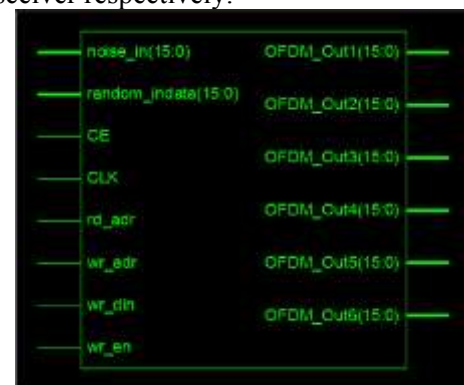 sceiver respectively.
noise_in(15:0)
random_indata(15:0)
CE
CLK
rd_adr
wr_adr
wr_din
wr_en
OFDM_Out1(15:0)
OFDM_Out2(15:0)
OFDM_Out3(15:0)
OFDM_Out4(15:0)
OFDM_Out5(15:0)
OFDM_Out6(15:0)